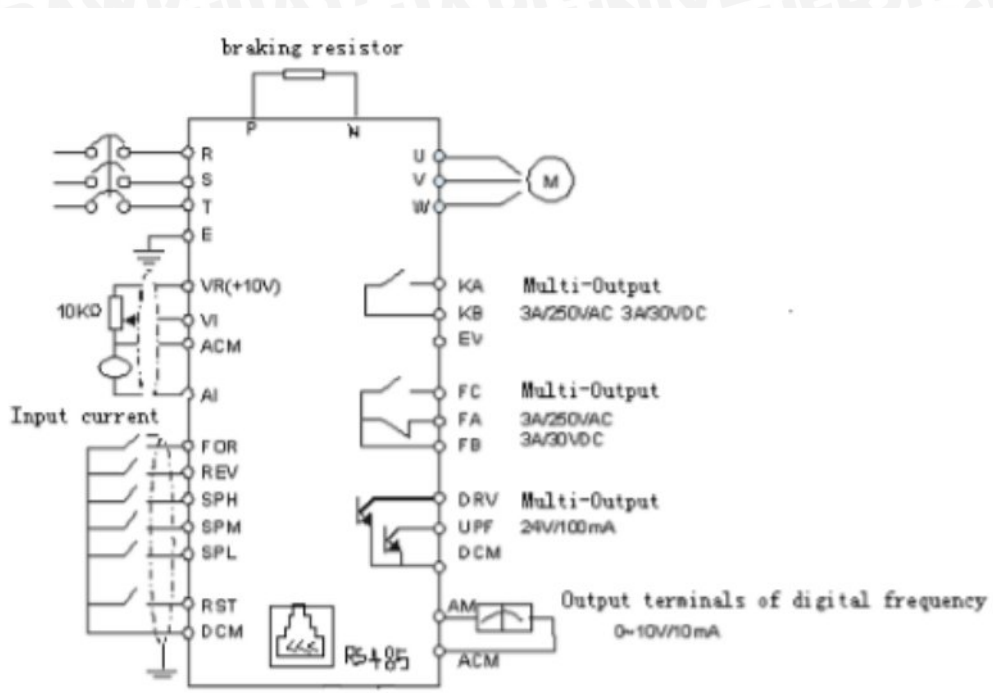 braking resistor
P N
R U
S V M
T W
E
VR(+10V) KA Multi-Output
10KΩ VI KB 3A/250VAC 3A/30VDC
ACM EV
AI FC Multi-Output
Input current FA 3A/250VAC
FOR FB 3A/30VDC
REV
SPH DRV Multi-Output
SPM UPF 24V/100mA
SPL DCM
RST AM Output terminals of digital frequency
DCM 0~10V/10mA
RS485 ACM